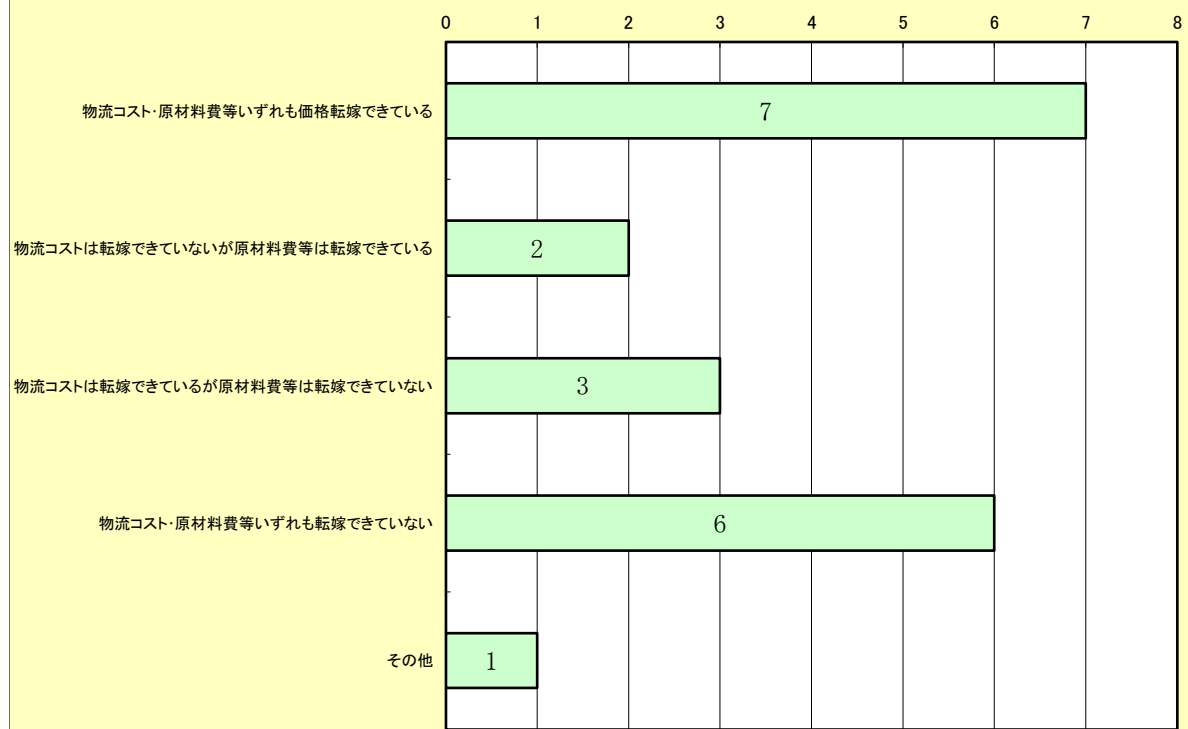 0 1 2 3 4 5 6 7 8
物流コスト・原材料費等いずれも価格転嫁できている
7
物流コストは転嫁できていないが原材料費等は転嫁できている
2
物流コストは転嫁できているが原材料費等は転嫁できていない
3
物流コスト・原材料費等いずれも転嫁できていない
6
その他
1